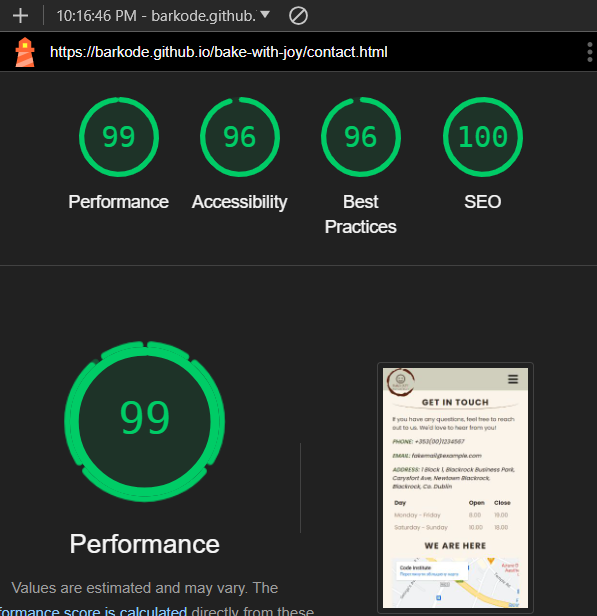 10:16:46 PM - barkode.github.
https://barkode.github.io/bake-with-joy/contact.html
99 96 96 100
Performance Accessibility Best Practices SEO
99
Performance
Values are estimated and may vary. The
formance score is calculated directly from these
GET IN TOUCH
If you have any questions, feel free to reach
out to us. We'd love to hear from you!
PHONE: +353(00)1234567
EMAIL: fakemail@example.com
ADDRESS: 1 Block 1, Blackrock Business Park,
Carysfort Ave, Newtown Blackrock,
Blackrock, Co. Dublin
Day Open Close
Monday - Friday 8.00 19.00
Saturday - Sunday 10.00 18.00
WE ARE HERE
Code Institute